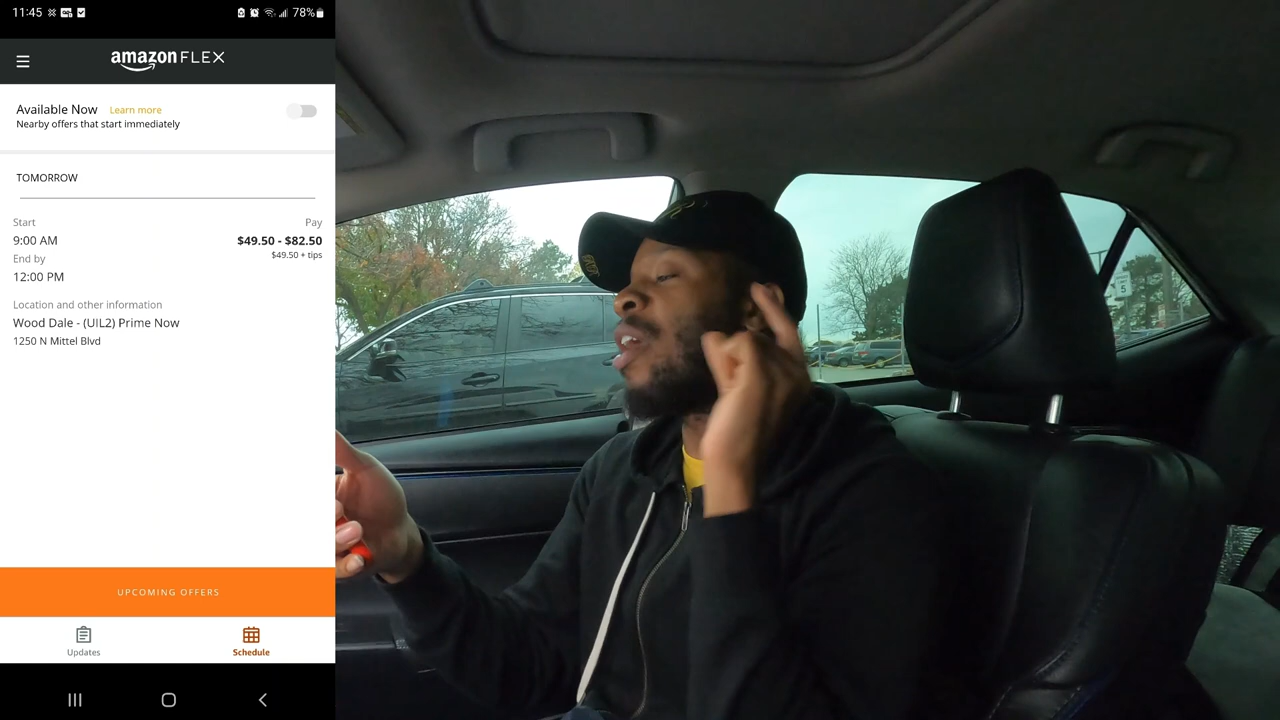 11:45
78%
amazon FLEX
Available Now Learn more
Nearby offers that start immediately
TOMORROW
Start Pay
9:00 AM $49.50 - $82.50
End by $49.50 + tips
12:00 PM
Location and other information
Wood Dale - (UIL2) Prime Now
1250 N Mittel Blvd
UPCOMING OFFERS
Updates Schedule
5